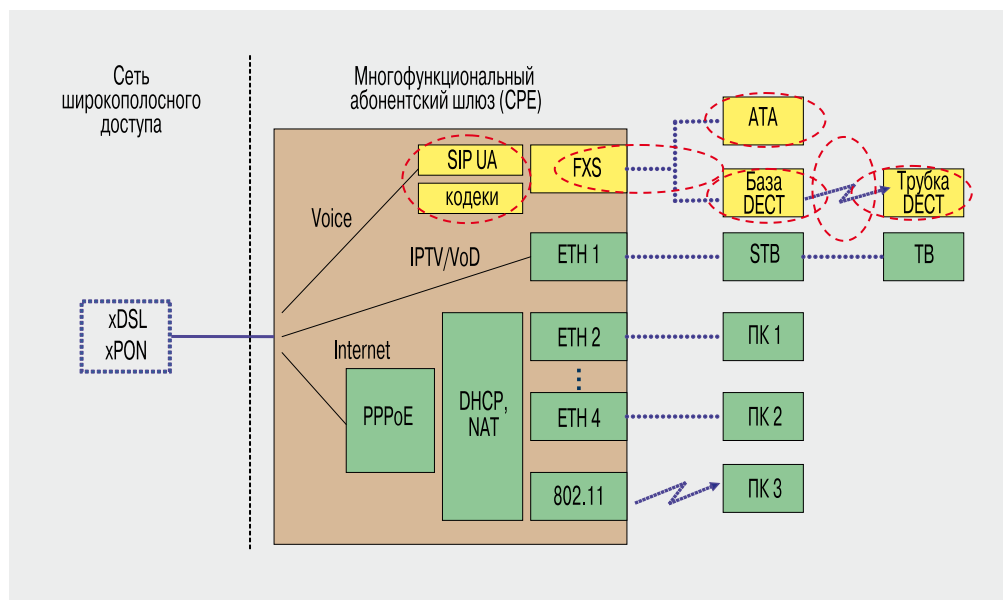 Сеть
широкополосного
доступа
Многофункциональный
абонентский шлюз (CPE)
SIP UA
кодеки
FXS
ATA
База
DECT
Трубка
DECT
Voice
IPTV/VoD
ETH 1
STB
ТВ
xDSL
xPON
Internet
PPPoE
DHCP,
NAT
ETH 2
ПК 1
ETH 4
ПК 2
802.11
ПК 3